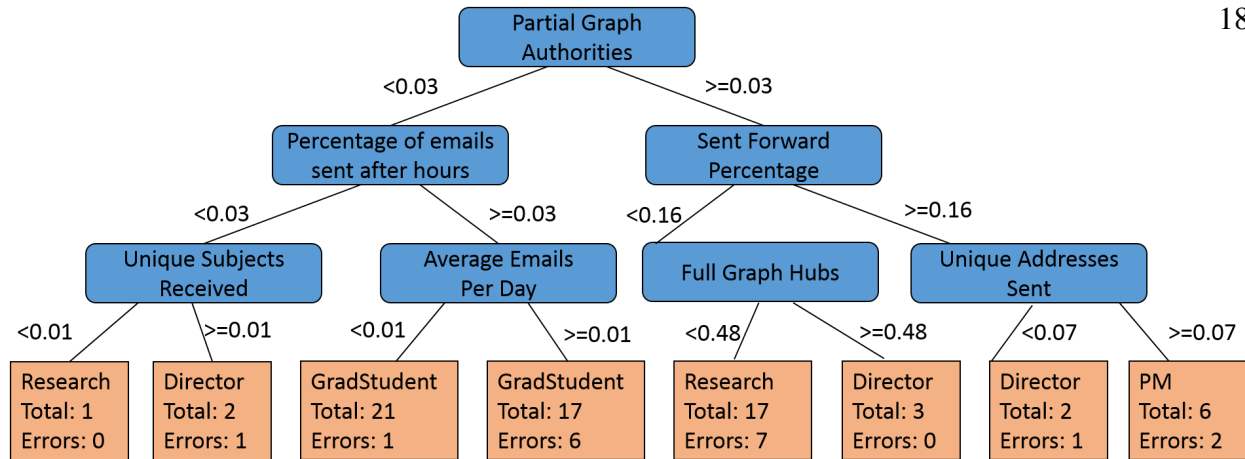 18
Partial Graph
Authorities
<0.03
>=0.03
Percentage of emails
sent after hours
Sent Forward
Percentage
<0.03
>=0.03
<0.16
>=0.16
Unique Subjects
Received
Average Emails
Per Day
Full Graph Hubs
Unique Addresses
Sent
<0.01
>=0.01
<0.01
>=0.01
<0.48
>=0.48
<0.07
>=0.07
Research
Total: 1
Errors: 0
Director
Total: 2
Errors: 1
GradStudent
Total: 21
Errors: 1
GradStudent
Total: 17
Errors: 6
Research
Total: 17
Errors: 7
Director
Total: 3
Errors: 0
Director
Total: 2
Errors: 1
PM
Total: 6
Errors: 2